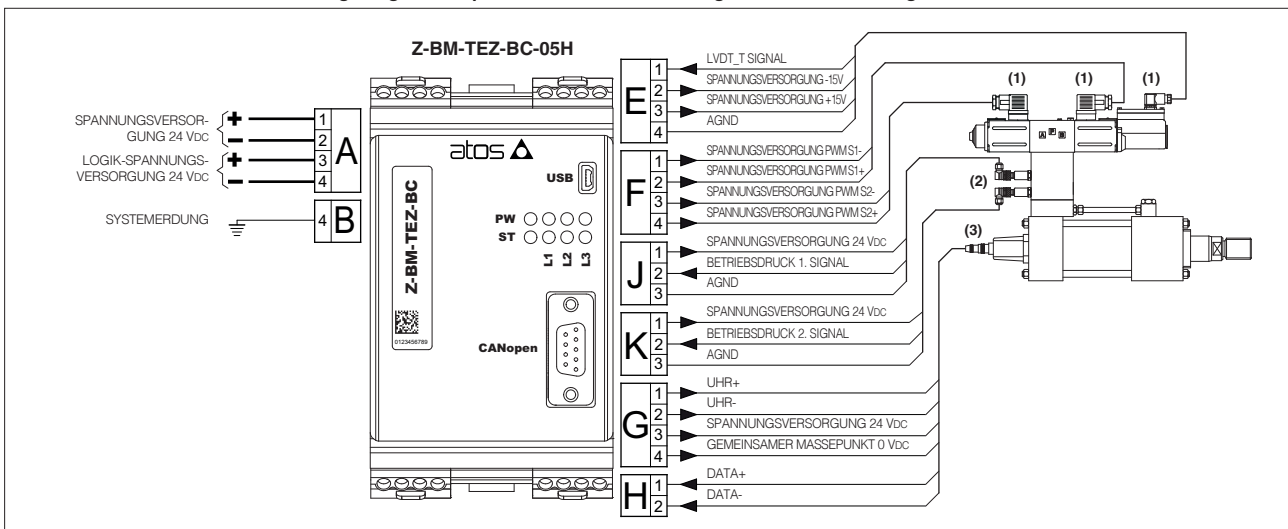 Z-BM-TEZ-BC-05H
SPANNUNGSVERSOR-
GUNG 24 VDC
+
−
1
2
LOGIK-SPANNUNGS-
VERSORGUNG 24 VDC
+
−
3
4
A
SYSTEMERDUNG
4 B
atos
USB
Z-BM-TEZ-BC
0123456789
PW
ST
L1 L2 L3
CANopen
E
1 LVDT_T SIGNAL
2 SPANNUNGSVERSORGUNG -15V
3 SPANNUNGSVERSORGUNG +15V
4 AGND
F
1 SPANNUNGSVERSORGUNG PWM S1-
2 SPANNUNGSVERSORGUNG PWM S1+
3 SPANNUNGSVERSORGUNG PWM S2-
4 SPANNUNGSVERSORGUNG PWM S2+
J
1 SPANNUNGSVERSORGUNG 24 VDC
2 BETRIEBSDRUCK 1. SIGNAL
3 AGND
K
1 SPANNUNGSVERSORGUNG 24 VDC
2 BETRIEBSDRUCK 2. SIGNAL
3 AGND
G
1 UHR+
2 UHR-
3 SPANNUNGSVERSORGUNG 24 VDC
4 GEMEINSAMER MASSEPUNKT 0 VDC
H
1 DATA+
2 DATA-
(1) (1) (1)
A P B
(2)
(3)